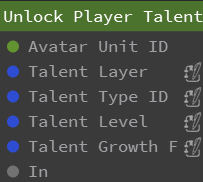 Unlock Player Talent
Avatar Unit ID
Talent Layer
Talent Type ID
Talent Level
Talent Growth F
In